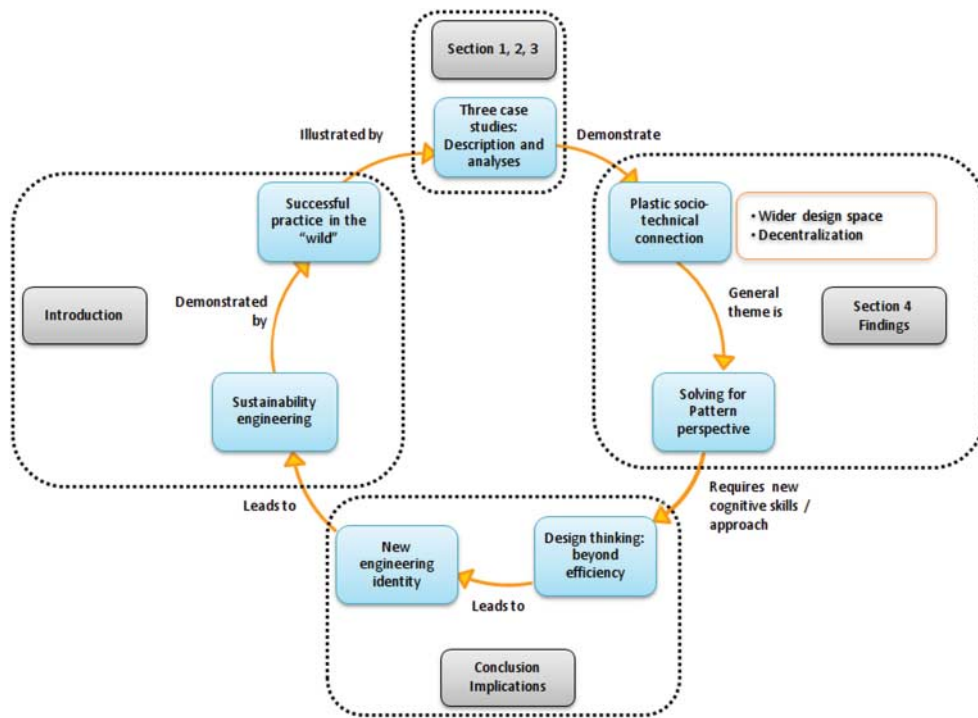 Section 1, 2, 3
Three case
studies:
Description and
analyses
Illustrated by
Demonstrate
Successful
practice in the
"wild"
Plastic socio-
technical
connection
• Wider design space
• Decentralization
Demonstrated
by
General
theme is
Introduction
Section 4
Findings
Sustainability
engineering
Solving for
Pattern
perspective
Leads to
Requires new
cognitive skills /
approach
New
engineering
identity
Design thinking:
beyond
efficiency
Leads to
Conclusion
Implications